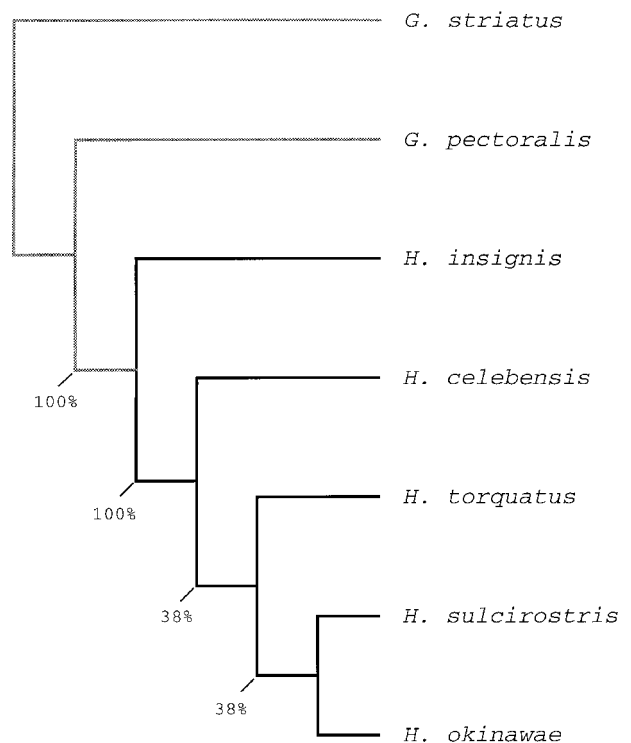 G. striatus
G. pectoralis
H. insignis
H. celebensis
100%
H. torquatus
100%
H. sulcirostris
38%
38%
H. okinawae